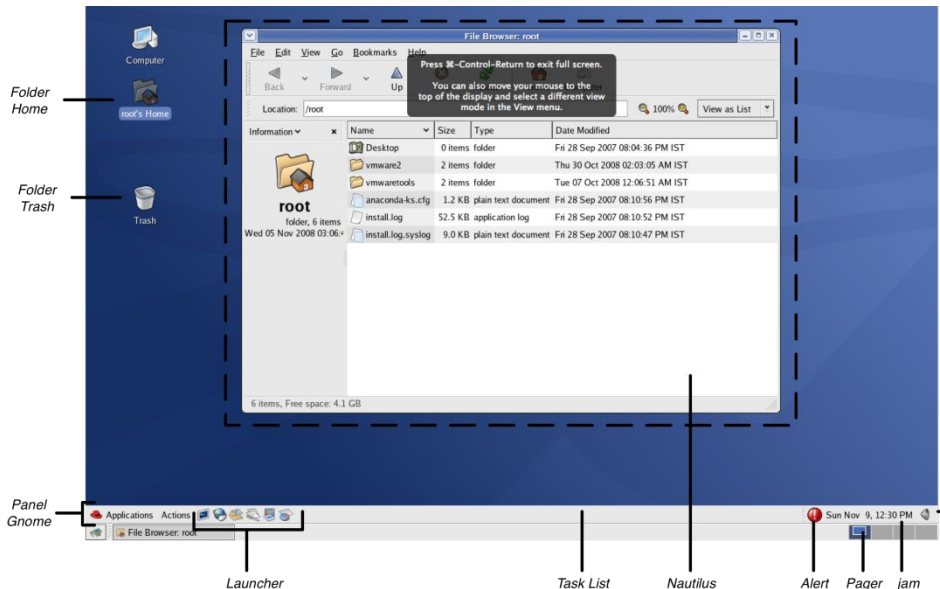 Computer
Folder
Home
root's Home
Folder
Trash
Trash
File Browser: root
File Edit View Go Bookmarks Help
Press ⌘-Control-Return to exit full screen.
You can also move your mouse to the
top of the display and select a different view
mode in the View menu.
Back Forward Up
Location: /root 100% View as List
Information Name Size Type Date Modified
Desktop 0 items folder Fri 28 Sep 2007 08:04:36 PM IST
vmware2 2 items folder Thu 30 Oct 2008 02:03:05 AM IST
vmwaretools 2 items folder Tue 07 Oct 2008 12:06:51 AM IST
anaconda-ks.cfg 1.2 KB plain text document Fri 28 Sep 2007 08:10:56 PM IST
install.log 52.5 KB application log Fri 28 Sep 2007 08:10:52 PM IST
install.log.syslog 9.0 KB plain text document Fri 28 Sep 2007 08:10:47 PM IST
root
folder, 6 items
Wed 05 Nov 2008 03:06:
6 items, Free space: 4.1 GB
Panel
Gnome
Applications Actions Sun Nov 9, 12:30 PM
File Browser: root
Launcher Task List Nautilus Alert Pager jam